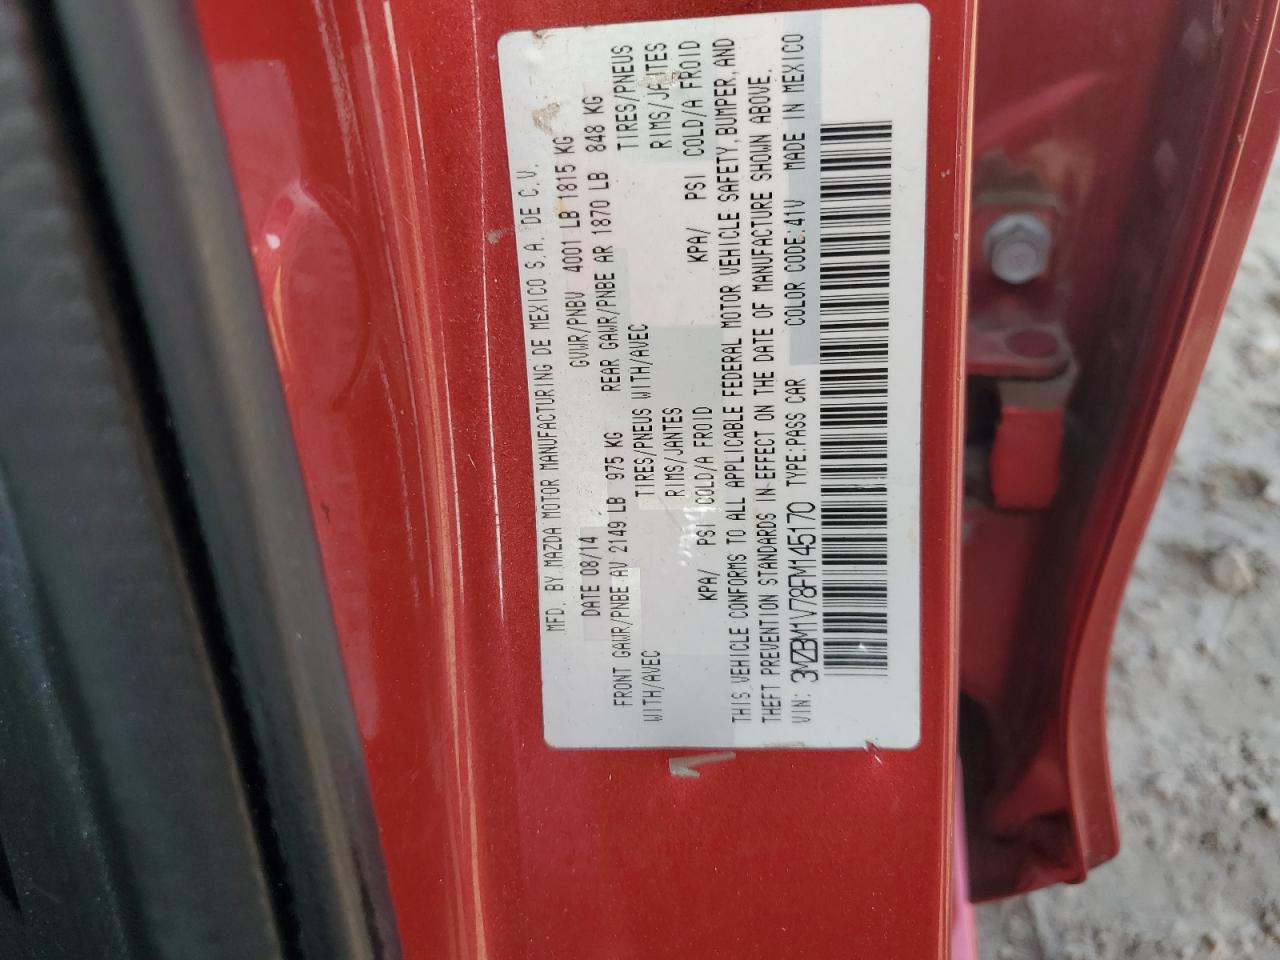 MFD. BY MAZDA MOTOR MANUFACTURING DE MEXICO S.A. DE C.V.
DATE 08/14 GVWR/PNBV 4001 LB 1815 KG
FRONT GAWR/PNBE AV 2149 LB 975 KG REAR GAWR/PNBE AR 1870 LB 848 KG
WITH/AVEC TIRES/PNEUS WITH/AVEC TIRES/PNEUS
RIMS/JANTES RIMS/JANTES
KPA/ PSI COLD/A FROID KPA/ PSI COLD/A FROID
THIS VEHICLE CONFORMS TO ALL APPLICABLE FEDERAL MOTOR VEHICLE SAFETY, BUMPER, AND
THEFT PREVENTION STANDARDS IN EFFECT ON THE DATE OF MANUFACTURE SHOWN ABOVE.
VIN: 3MZBM1V78FM145170 TYPE:PASS CAR COLOR CODE:41V MADE IN MEXICO